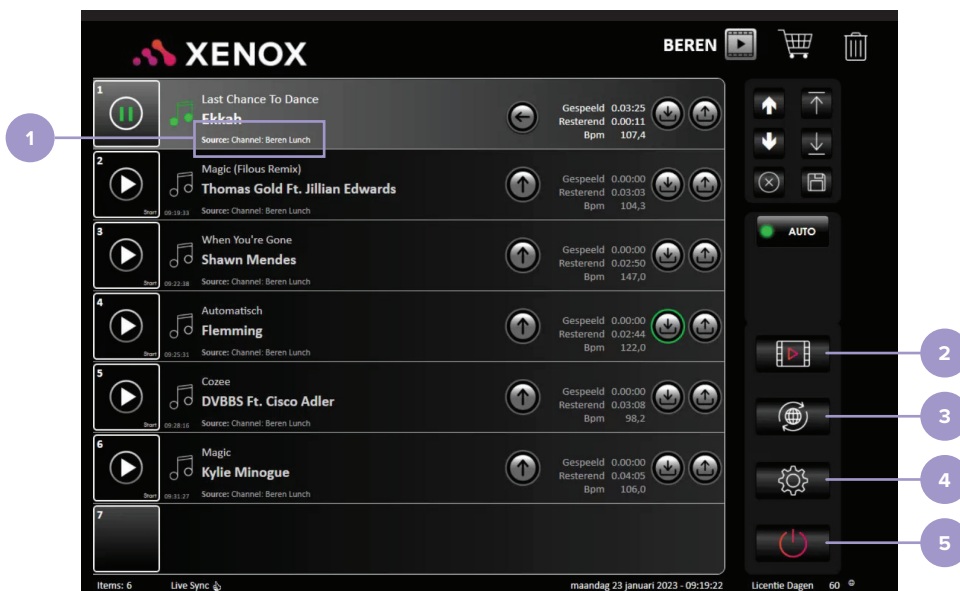 XENOX
BEREN
1
Last Chance To Dance
Ekkah
Source: Channel: Beren Lunch
Gespeeld 0.03:25
Resterend 0.00:11
Bpm 107,4
1
2
Magic (Filous Remix)
Thomas Gold Ft. Jillian Edwards
Start 09:19:33 Source: Channel: Beren Lunch
Gespeeld 0.00:00
Resterend 0.03:03
Bpm 104,3
3
When You're Gone
Shawn Mendes
Start 09:22:38 Source: Channel: Beren Lunch
Gespeeld 0.00:00
Resterend 0.02:50
Bpm 147,0
AUTO
4
Automatisch
Flemming
Start 09:25:31 Source: Channel: Beren Lunch
Gespeeld 0.00:00
Resterend 0.02:44
Bpm 122,0
2
5
Cozee
DVBBS Ft. Cisco Adler
Start 09:28:16 Source: Channel: Beren Lunch
Gespeeld 0.00:00
Resterend 0.03:08
Bpm 98,2
3
6
Magic
Kylie Minogue
Start 09:31:27 Source: Channel: Beren Lunch
Gespeeld 0.00:00
Resterend 0.04:05
Bpm 106,0
4
7
5
Items: 6 Live Sync maandag 23 januari 2023 - 09:19:22 Licentie Dagen 60